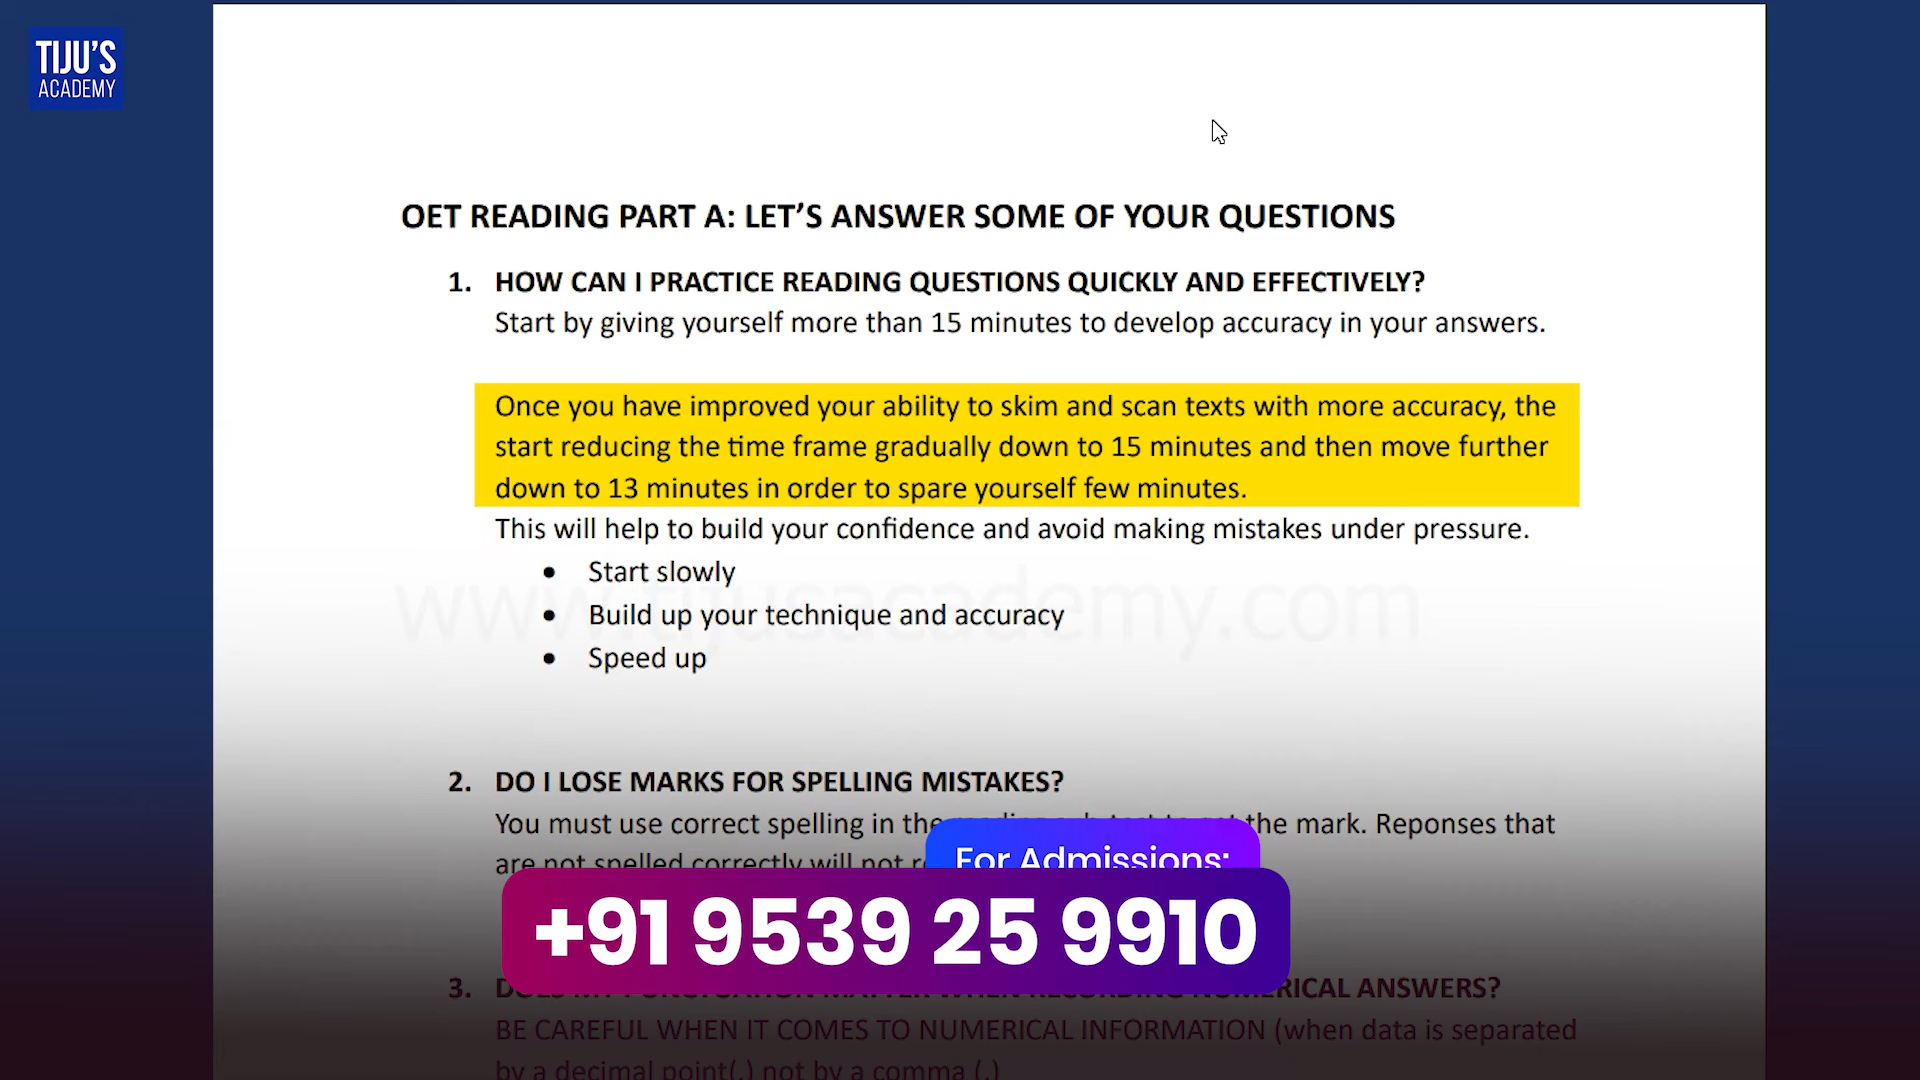 TIJU'S
ACADEMY
OET READING PART A: LET'S ANSWER SOME OF YOUR QUESTIONS
1. HOW CAN I PRACTICE READING QUESTIONS QUICKLY AND EFFECTIVELY?
Start by giving yourself more than 15 minutes to develop accuracy in your answers.
Once you have improved your ability to skim and scan texts with more accuracy, the
start reducing the time frame gradually down to 15 minutes and then move further
down to 13 minutes in order to spare yourself few minutes.
This will help to build your confidence and avoid making mistakes under pressure.
• Start slowly
www.tijusacademy.com
• Build up your technique and accuracy
• Speed up
2. DO I LOSE MARKS FOR SPELLING MISTAKES?
You must use correct spelling in the the mark. Reponses that
are not spelled correctly will not
For Admissions:
+91 9539 25 9910
3. ANSWERS?
BE CAREFUL WHEN IT COMES TO NUMERICAL INFORMATION (when data is separated
by a decimal point(.) not by a comma (,)